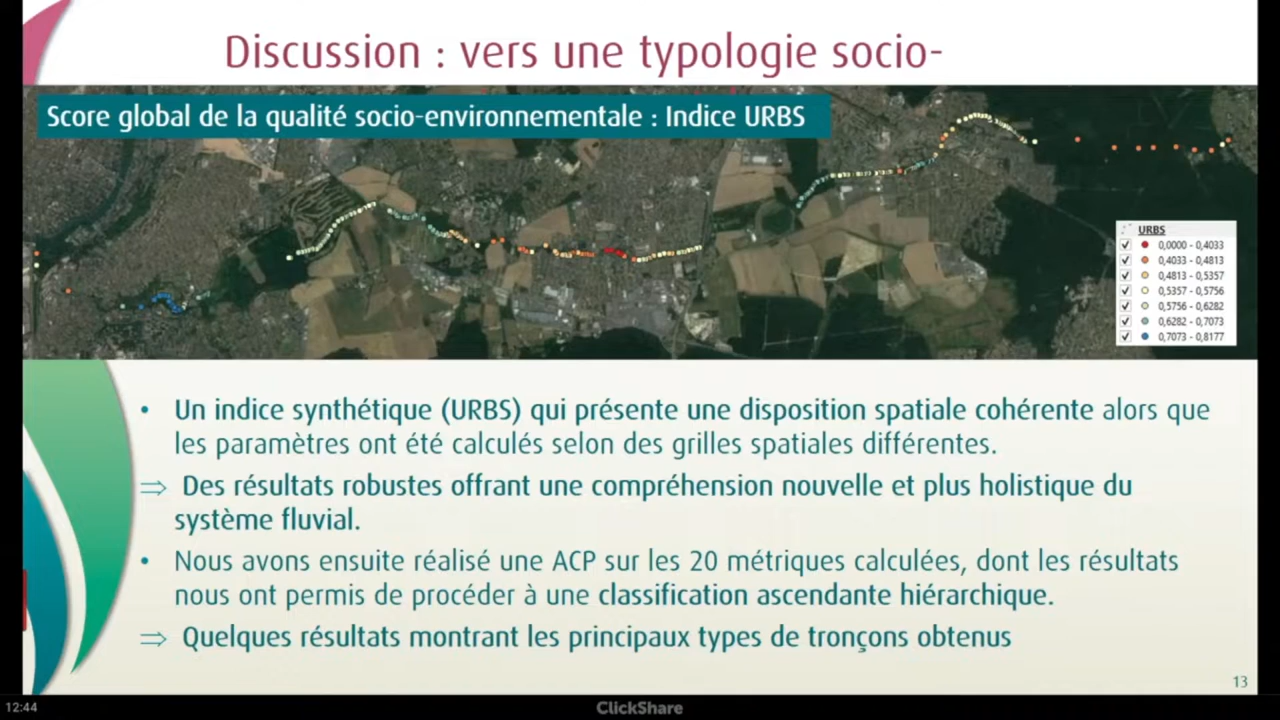 Discussion : vers une typologie socio-
Score global de la qualité socio-environnementale : Indice URBS
URBS
0,0000 - 0,4033
0,4033 - 0,4813
0,4813 - 0,5357
0,5357 - 0,5756
0,5756 - 0,6282
0,6282 - 0,7073
0,7073 - 0,8177
• Un indice synthétique (URBS) qui présente une disposition spatiale cohérente alors que
les paramètres ont été calculés selon des grilles spatiales différentes.
⇒ Des résultats robustes offrant une compréhension nouvelle et plus holistique du
système fluvial.
• Nous avons ensuite réalisé une ACP sur les 20 métriques calculées, dont les résultats
nous ont permis de procéder à une classification ascendante hiérarchique.
⇒ Quelques résultats montrant les principaux types de tronçons obtenus
13
12:44
ClickShare